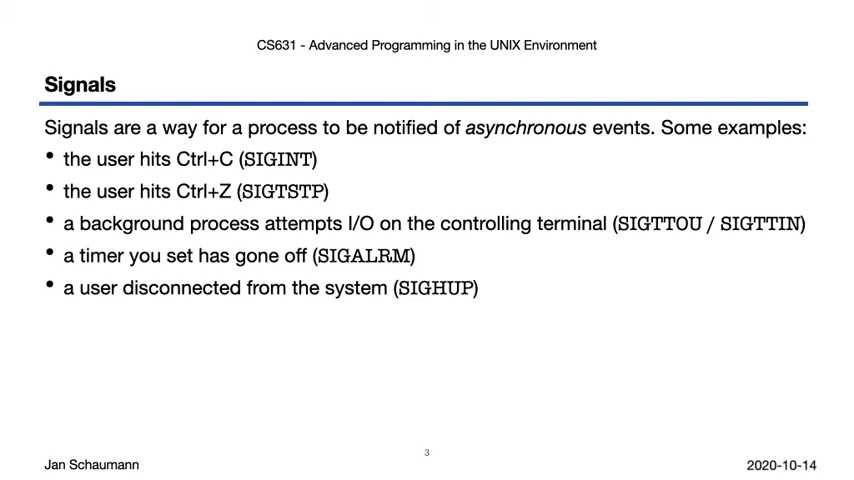 CS631 - Advanced Programming in the UNIX Environment
Signals
Signals are a way for a process to be notified of asynchronous events. Some examples:
• the user hits Ctrl+C (SIGINT)
• the user hits Ctrl+Z (SIGTSTP)
• a background process attempts I/O on the controlling terminal (SIGTTOU / SIGTTIN)
• a timer you set has gone off (SIGALRM)
• a user disconnected from the system (SIGHUP)
3
Jan Schaumann
2020-10-14